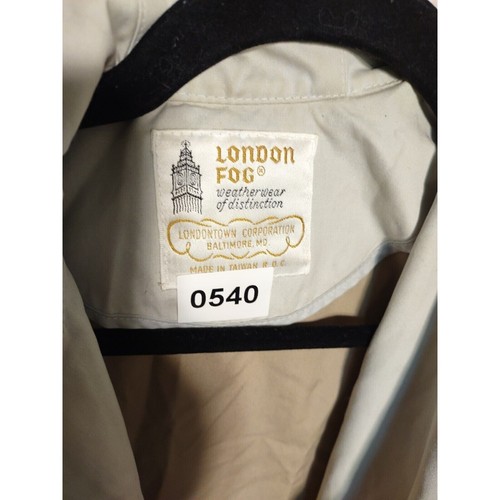 LONDON
FOG®
weatherwear
of distinction
LONDONTOWN CORPORATION
BALTIMORE, MD.
MADE IN TAIWAN R.O.C.
0540